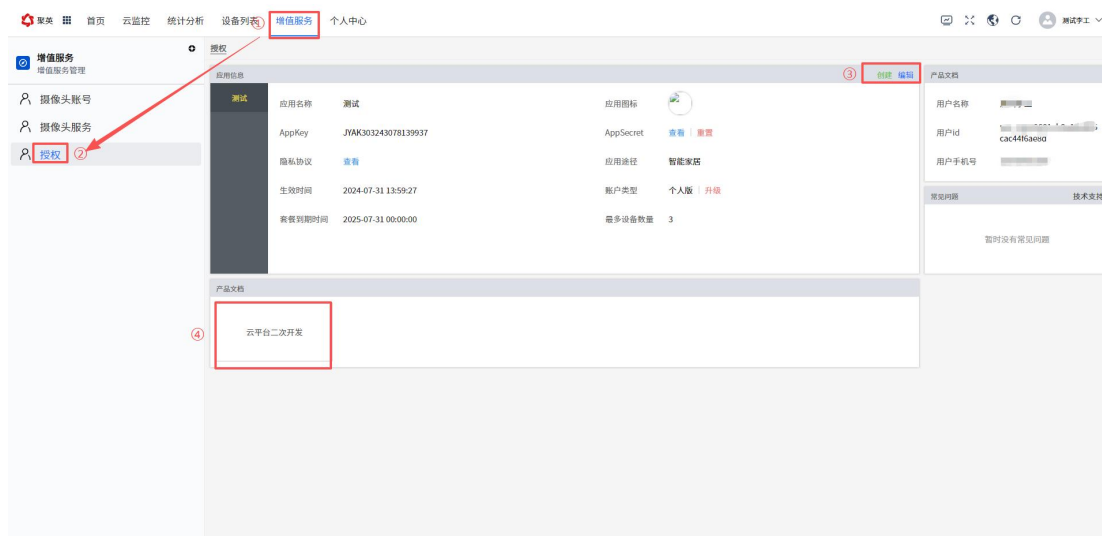 聚英 首页 云监控 统计分析 设备列表 ① 增值服务 个人中心 测试李工
增值服务
增值服务管理
摄像头账号
摄像头服务
授权 ②
授权
应用信息 ③ 创建 编辑
测试
应用名称 测试 应用图标
AppKey JYAK303243078139937 AppSecret 查看 重置
隐私协议 查看 应用途径 智能家居
生效时间 2024-07-31 13:59:27 账户类型 个人版 升级
套餐到期时间 2025-07-31 00:00:00 最多设备数量 3
产品文档
④ 云平台二次开发
产品文档
用户名称
用户id
cac44f6ae8d
用户手机号
常见问题 技术支持
暂时没有常见问题